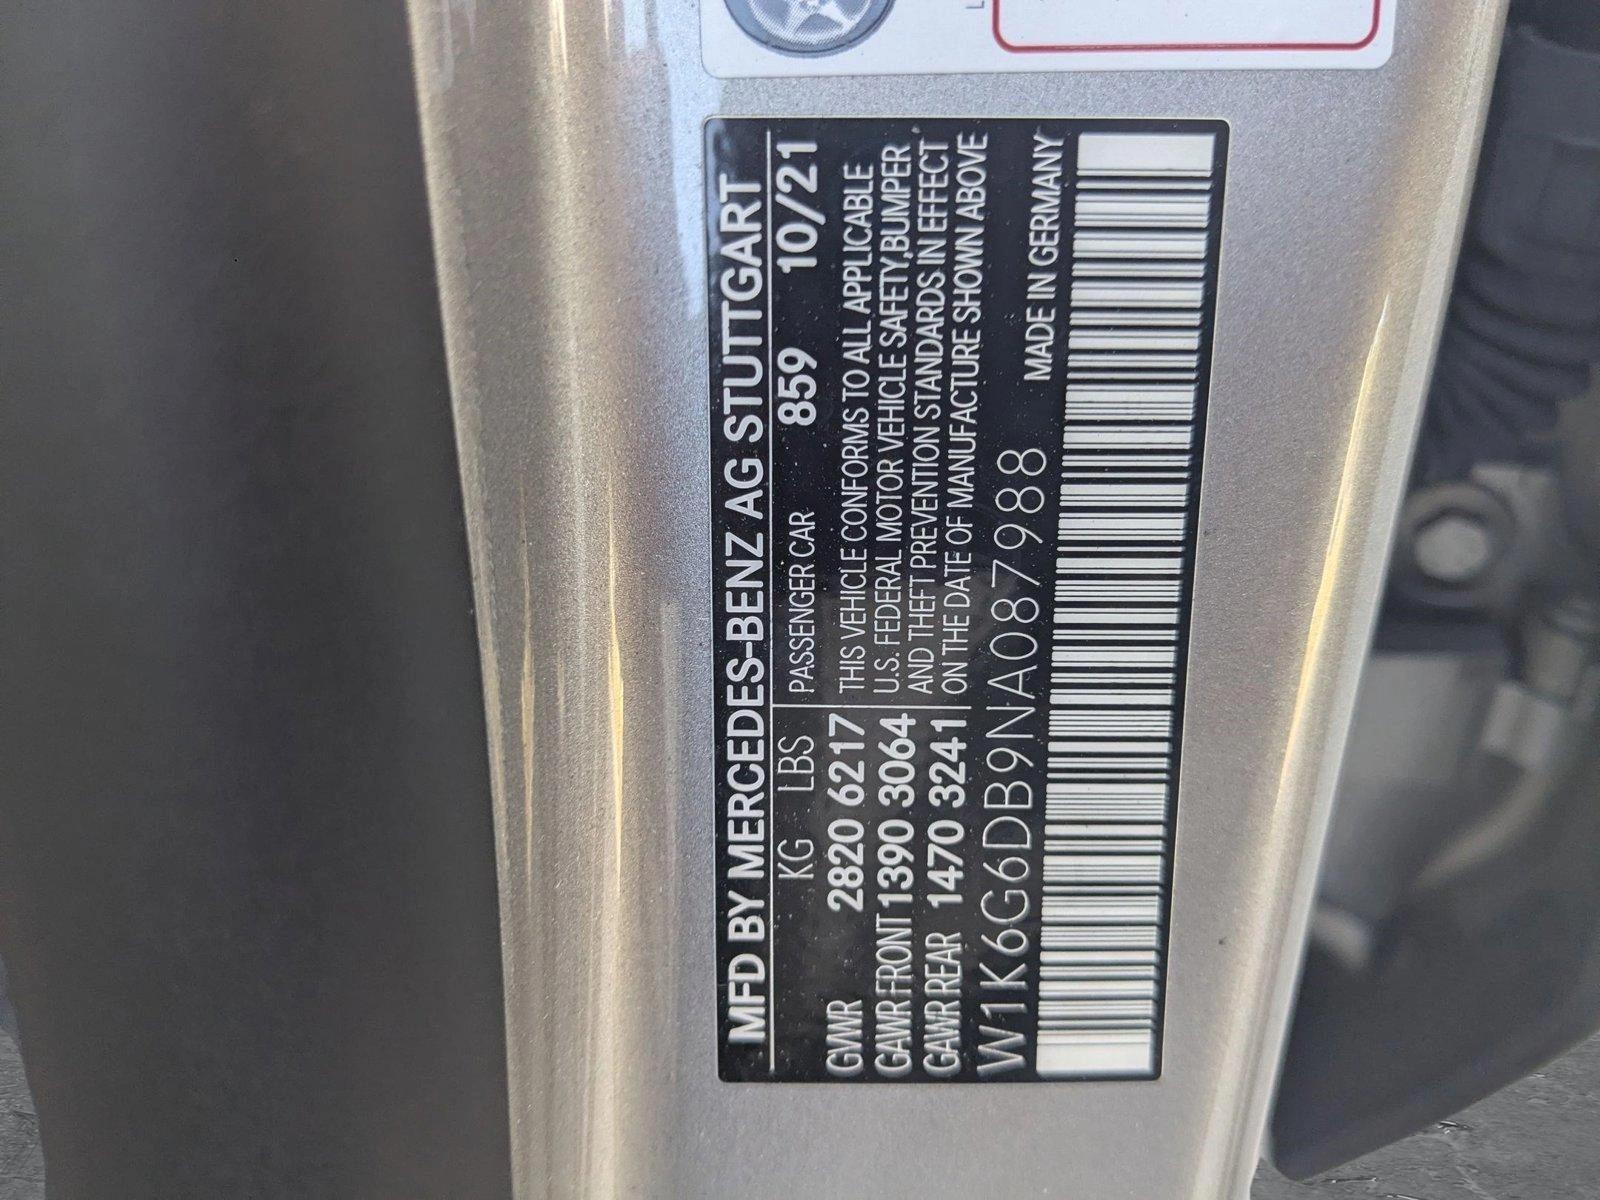 MFD BY MERCEDES-BENZ AG STUTTGART
KG LBS PASSENGER CAR 859 10/21
GVWR 2820 6217
GAWR FRONT 1390 3064
GAWR REAR 1470 3241
THIS VEHICLE CONFORMS TO ALL APPLICABLE
U.S. FEDERAL MOTOR VEHICLE SAFETY,BUMPER
AND THEFT PREVENTION STANDARDS IN EFFECT
ON THE DATE OF MANUFACTURE SHOWN ABOVE
W1K6G6DB9NA087988 MADE IN GERMANY